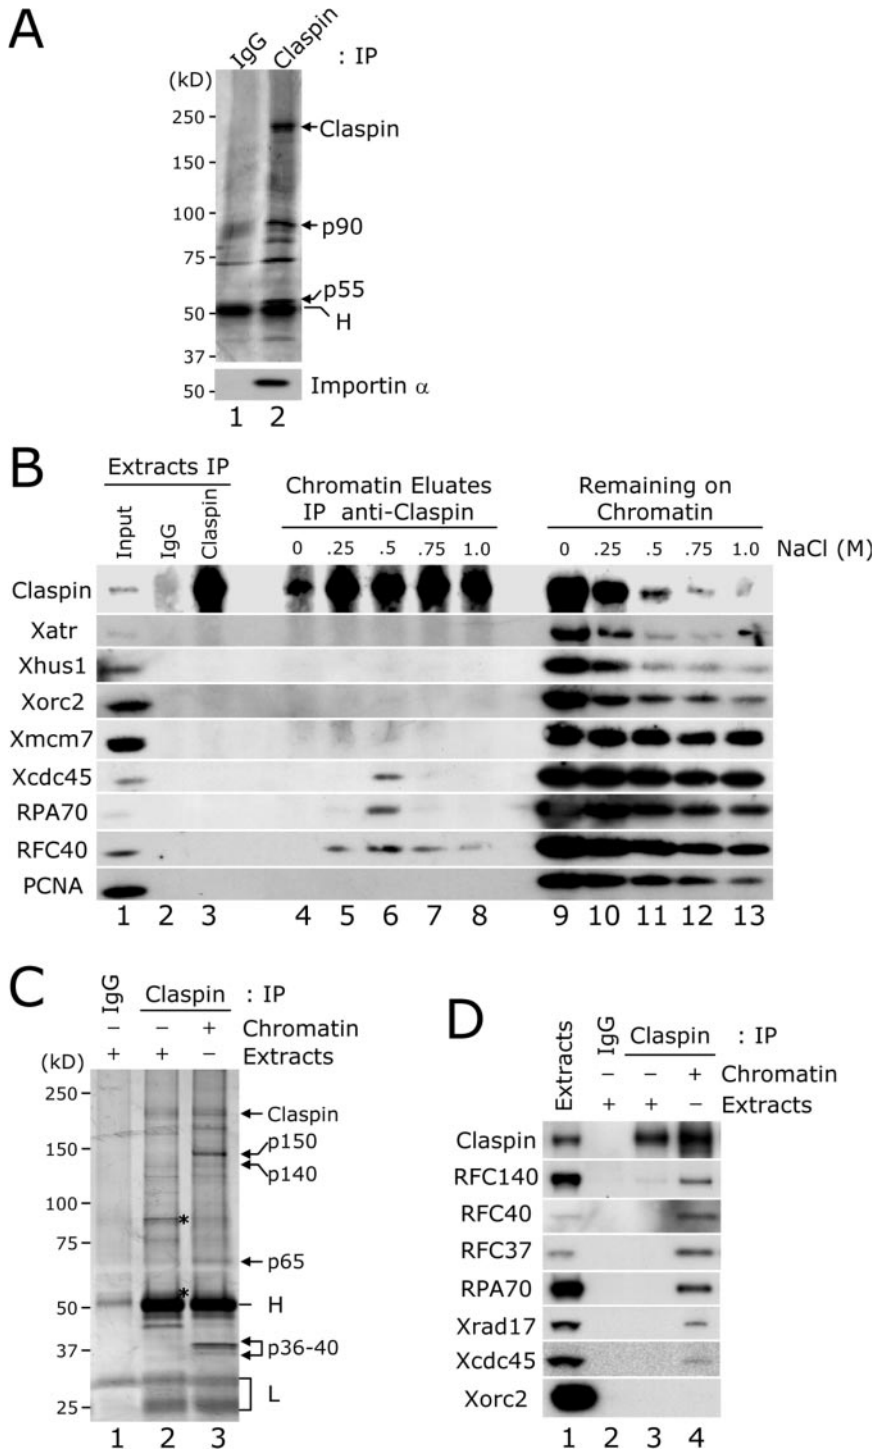 A
IgG Claspin : IP
(kD)
250
Claspin
150
100
p90
75
p55
50
H
37
50
Importin α
1 2
B
Extracts IP
Chromatin Eluates
IP anti-Claspin
Remaining on
Chromatin
Input IgG Claspin
0 .25 .5 .75 1.0 0 .25 .5 .75 1.0 NaCl (M)
Claspin
Xatr
Xhus1
Xorc2
Xmcm7
Xcdc45
RPA70
RFC40
PCNA
1 2 3 4 5 6 7 8 9 10 11 12 13
C
IgG Claspin : IP
– – + Chromatin
+ + – Extracts
(kD)
250
Claspin
150
p150
p140
100
*
75
p65
*
50
H
37
p36-40
L
25
1 2 3
D
Extracts IgG Claspin : IP
– – + Chromatin
+ + – Extracts
Claspin
RFC140
RFC40
RFC37
RPA70
Xrad17
Xcdc45
Xorc2
1 2 3 4